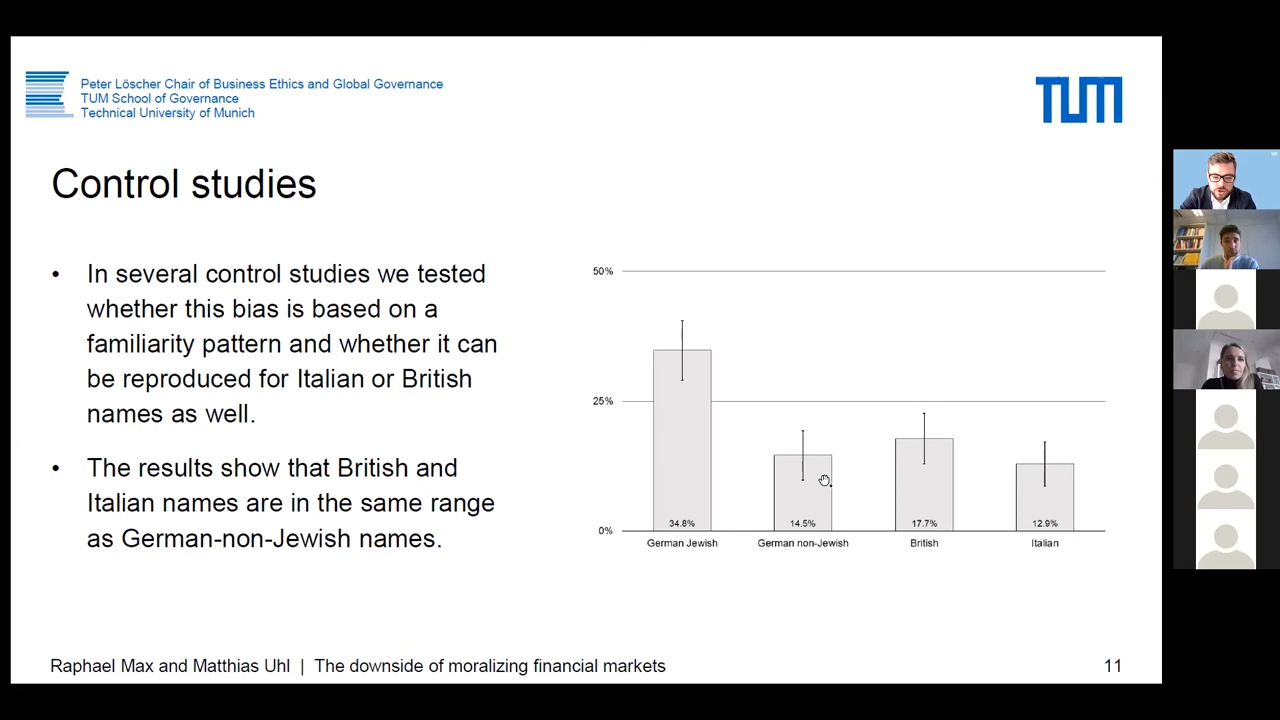 Peter Löscher Chair of Business Ethics and Global Governance
TUM School of Governance
Technical University of Munich
TUM
Control studies
• In several control studies we tested
whether this bias is based on a
familiarity pattern and whether it can
be reproduced for Italian or British
names as well.
• The results show that British and
Italian names are in the same range
as German-non-Jewish names.
50%
25%
0%
34.8%
14.5%
17.7%
12.9%
German Jewish
German non-Jewish
British
Italian
Raphael Max and Matthias Uhl | The downside of moralizing financial markets
11